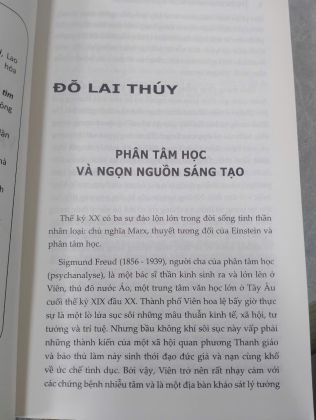 ĐỖ LAI THÚY
PHÂN TÂM HỌC
VÀ NGỌN NGUỒN SÁNG TẠO
Thế kỷ XX có ba sự đảo lộn lớn trong đời sống tinh thần
nhân loại: chủ nghĩa Marx, thuyết tương đối của Einstein và
phân tâm học.
Sigmund Freud (1856 - 1939), người cha của phân tâm học
(psychanalyse), là một bác sĩ thần kinh sinh ra và lớn lên ở
Viên, thủ đô nước Áo, một trung tâm văn học lớn ở Tây Âu
cuối thế kỷ XIX đầu XX. Thành phố Viên hoa lệ bấy giờ thực
sự là một lò lửa sục sôi những mâu thuẫn kinh tế, xã hội, tư
tưởng và trí tuệ. Nhưng bầu không khí sôi sục này vấp phải
những thành kiến của một xã hội quan phương Thanh giáo
và bảo thủ làm nảy sinh thói đạo đức giả và nạn cùng khổ
về ức chế tình dục. Bởi vậy, Viên trở nên rất nhạy cảm với
các chứng bệnh nhiễu tâm và là một địa bàn khảo sát lý tưởng
, Lao
hóa
tìm
ông